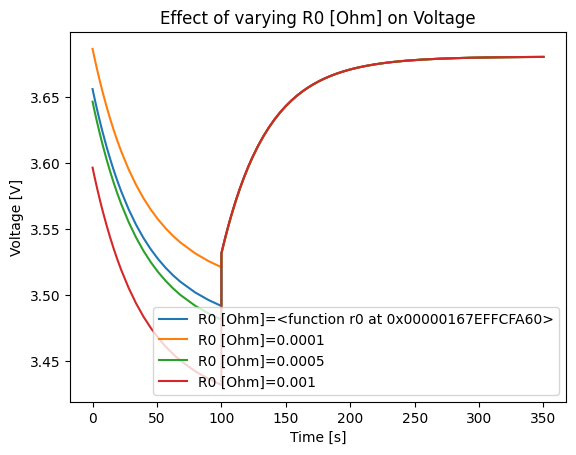 Effect of varying R0 [Ohm] on Voltage
Voltage [V]
3.65
3.60
3.55
3.50
3.45
R0 [Ohm]=<function r0 at 0x00000167EFFCFA60>
R0 [Ohm]=0.0001
R0 [Ohm]=0.0005
R0 [Ohm]=0.001
0 50 100 150 200 250 300 350
Time [s]